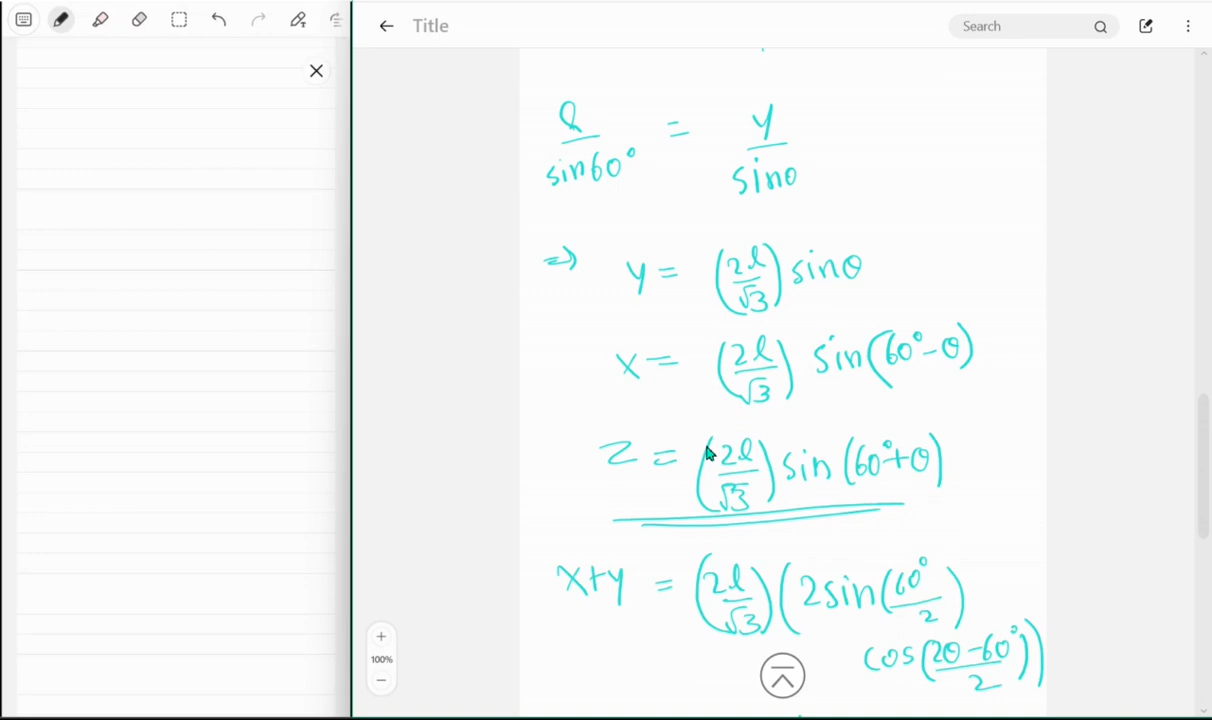 Title
Search
l/sin60° = y/sinθ
⇒ y = (2l/√3) sinθ
x = (2l/√3) sin(60°-θ)
z = (2l/√3) sin(60°+θ)
x+y = (2l/√3)(2sin(60°/2)
cos(2θ-60°/2))
100%